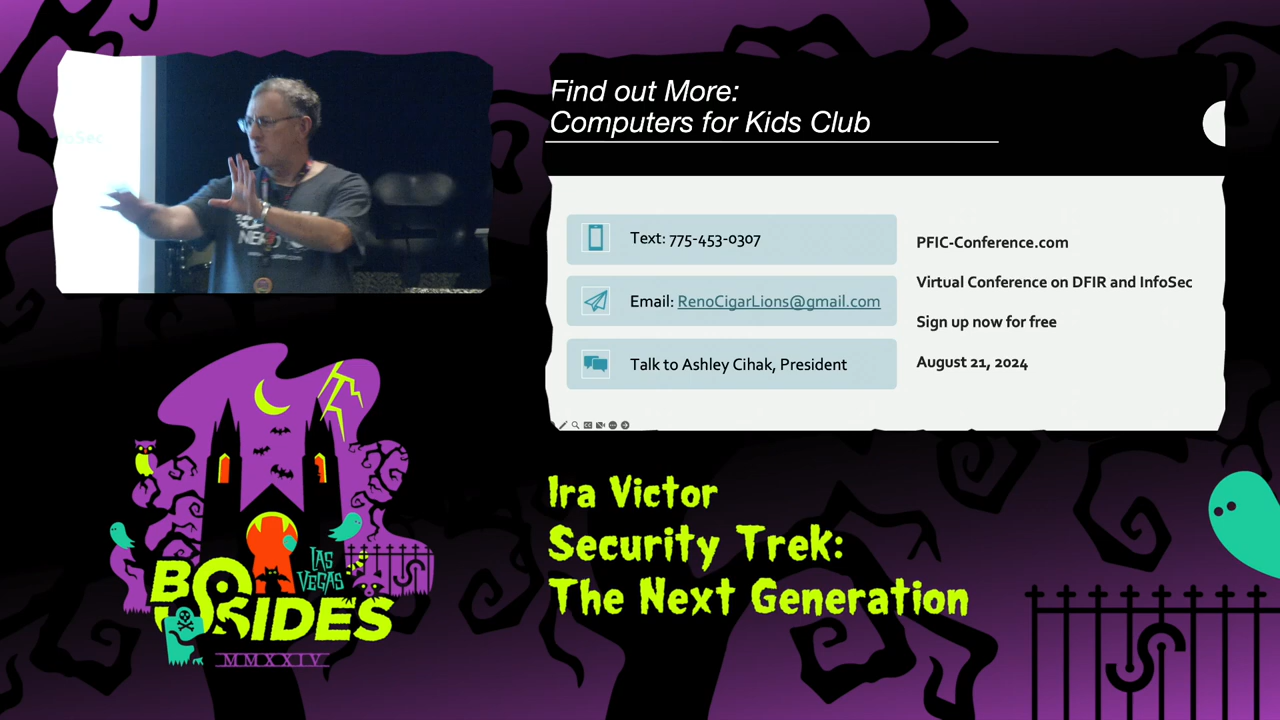 foSec
Find out More:
Computers for Kids Club
Text: 775-453-0307
Email: RenoCigarLions@gmail.com
Talk to Ashley Cihak, President
PFIC-Conference.com
Virtual Conference on DFIR and InfoSec
Sign up now for free
August 21, 2024
LAS
VEGAS
BSIDES
MMXXIV
Ira Victor
Security Trek:
The Next Generation